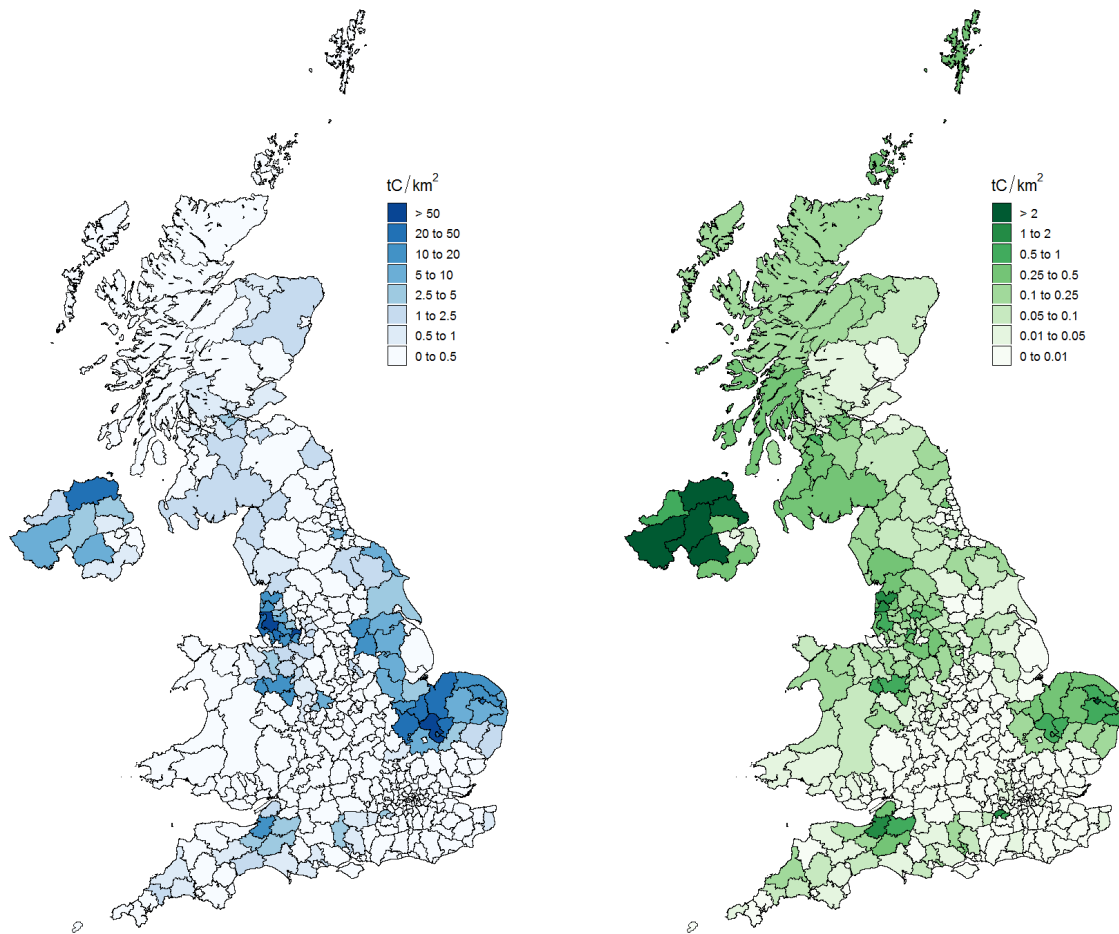 tC/km²
> 50
20 to 50
10 to 20
5 to 10
2.5 to 5
1 to 2.5
0.5 to 1
0 to 0.5
tC/km²
> 2
1 to 2
0.5 to 1
0.25 to 0.5
0.1 to 0.25
0.05 to 0.1
0.01 to 0.05
0 to 0.01